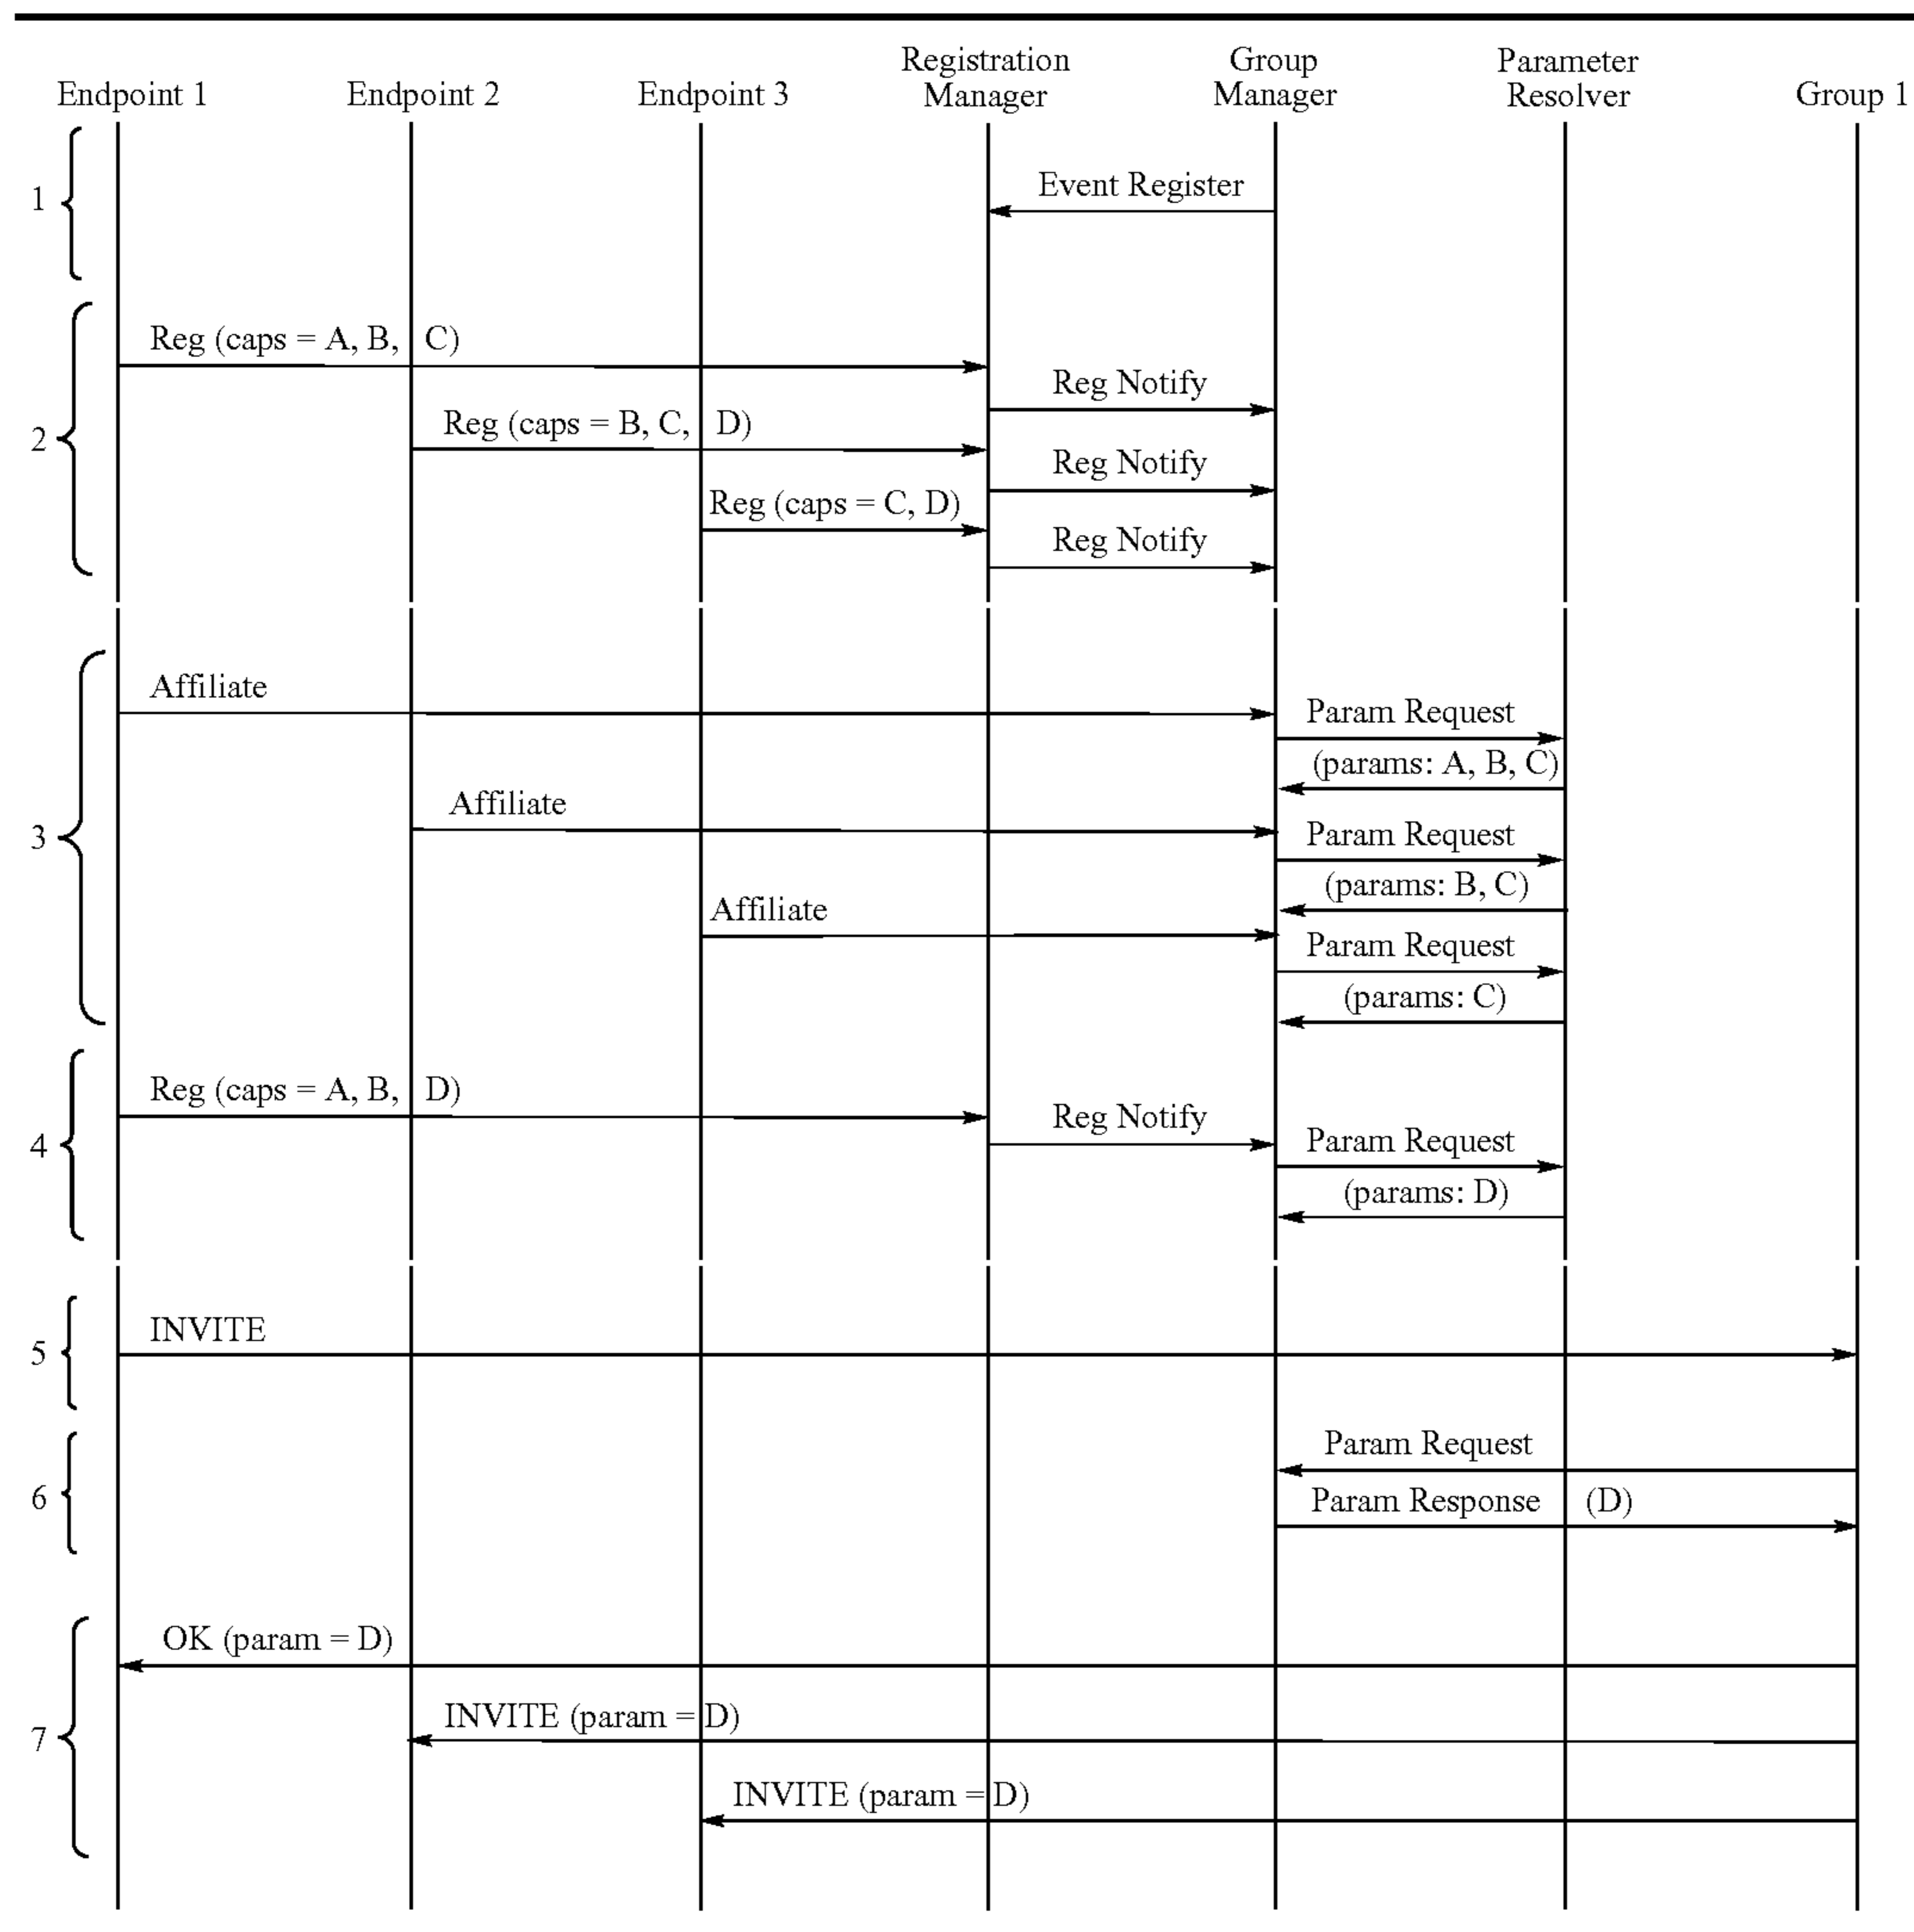 Endpoint 1
Endpoint 2
Endpoint 3
Registration
Manager
Group
Manager
Parameter
Resolver
Group 1
1
Event Register
2
Reg (caps = A, B, C)
Reg Notify
Reg (caps = B, C, D)
Reg Notify
Reg (caps = C, D)
Reg Notify
3
Affiliate
Param Request
(params: A, B, C)
Affiliate
Param Request
(params: B, C)
Affiliate
Param Request
(params: C)
4
Reg (caps = A, B, D)
Reg Notify
Param Request
(params: D)
5
INVITE
6
Param Request
Param Response (D)
7
OK (param = D)
INVITE (param = D)
INVITE (param = D)